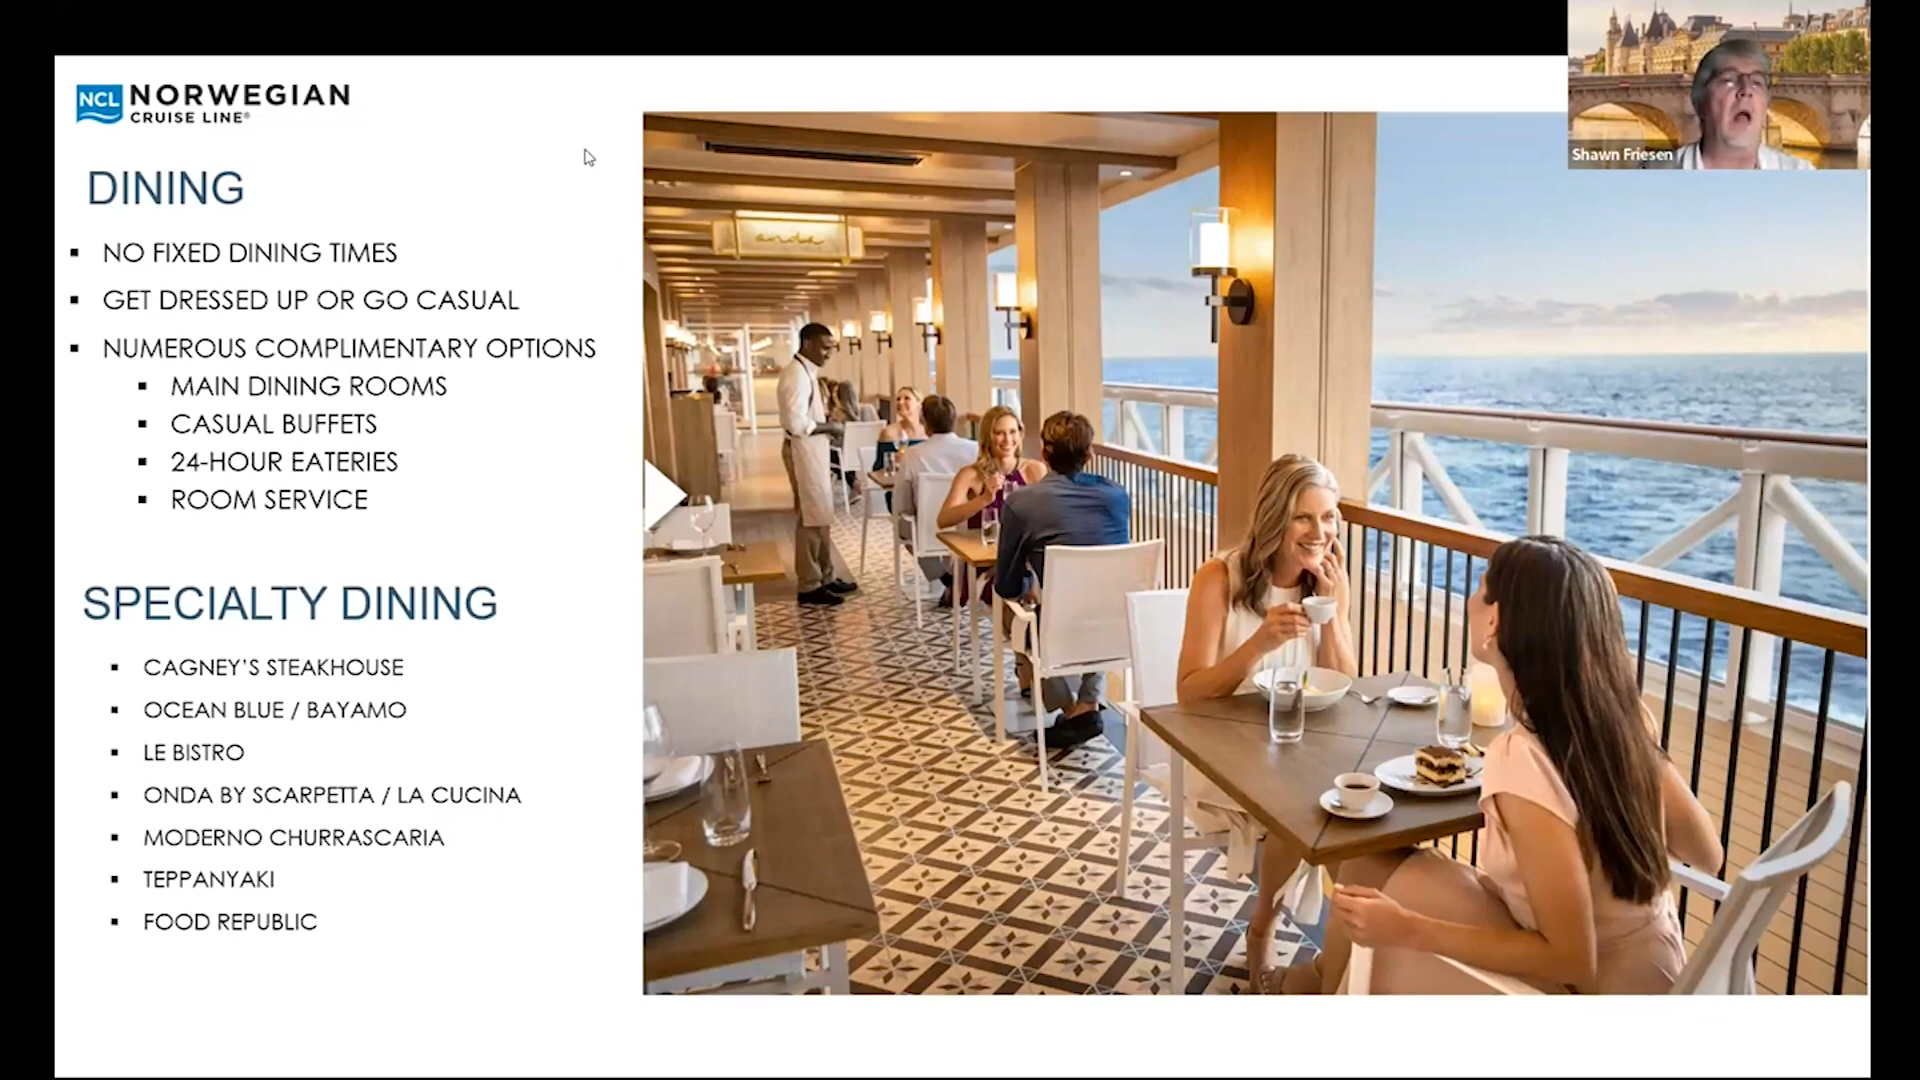 NCL NORWEGIAN
CRUISE LINE®
Shawn Friesen
DINING
NO FIXED DINING TIMES
GET DRESSED UP OR GO CASUAL
NUMEROUS COMPLIMENTARY OPTIONS
MAIN DINING ROOMS
CASUAL BUFFETS
24-HOUR EATERIES
ROOM SERVICE
SPECIALTY DINING
CAGNEY'S STEAKHOUSE
OCEAN BLUE / BAYAMO
LE BISTRO
ONDA BY SCARPETTA / LA CUCINA
MODERNO CHURRASCARIA
TEPPANYAKI
FOOD REPUBLIC
onda